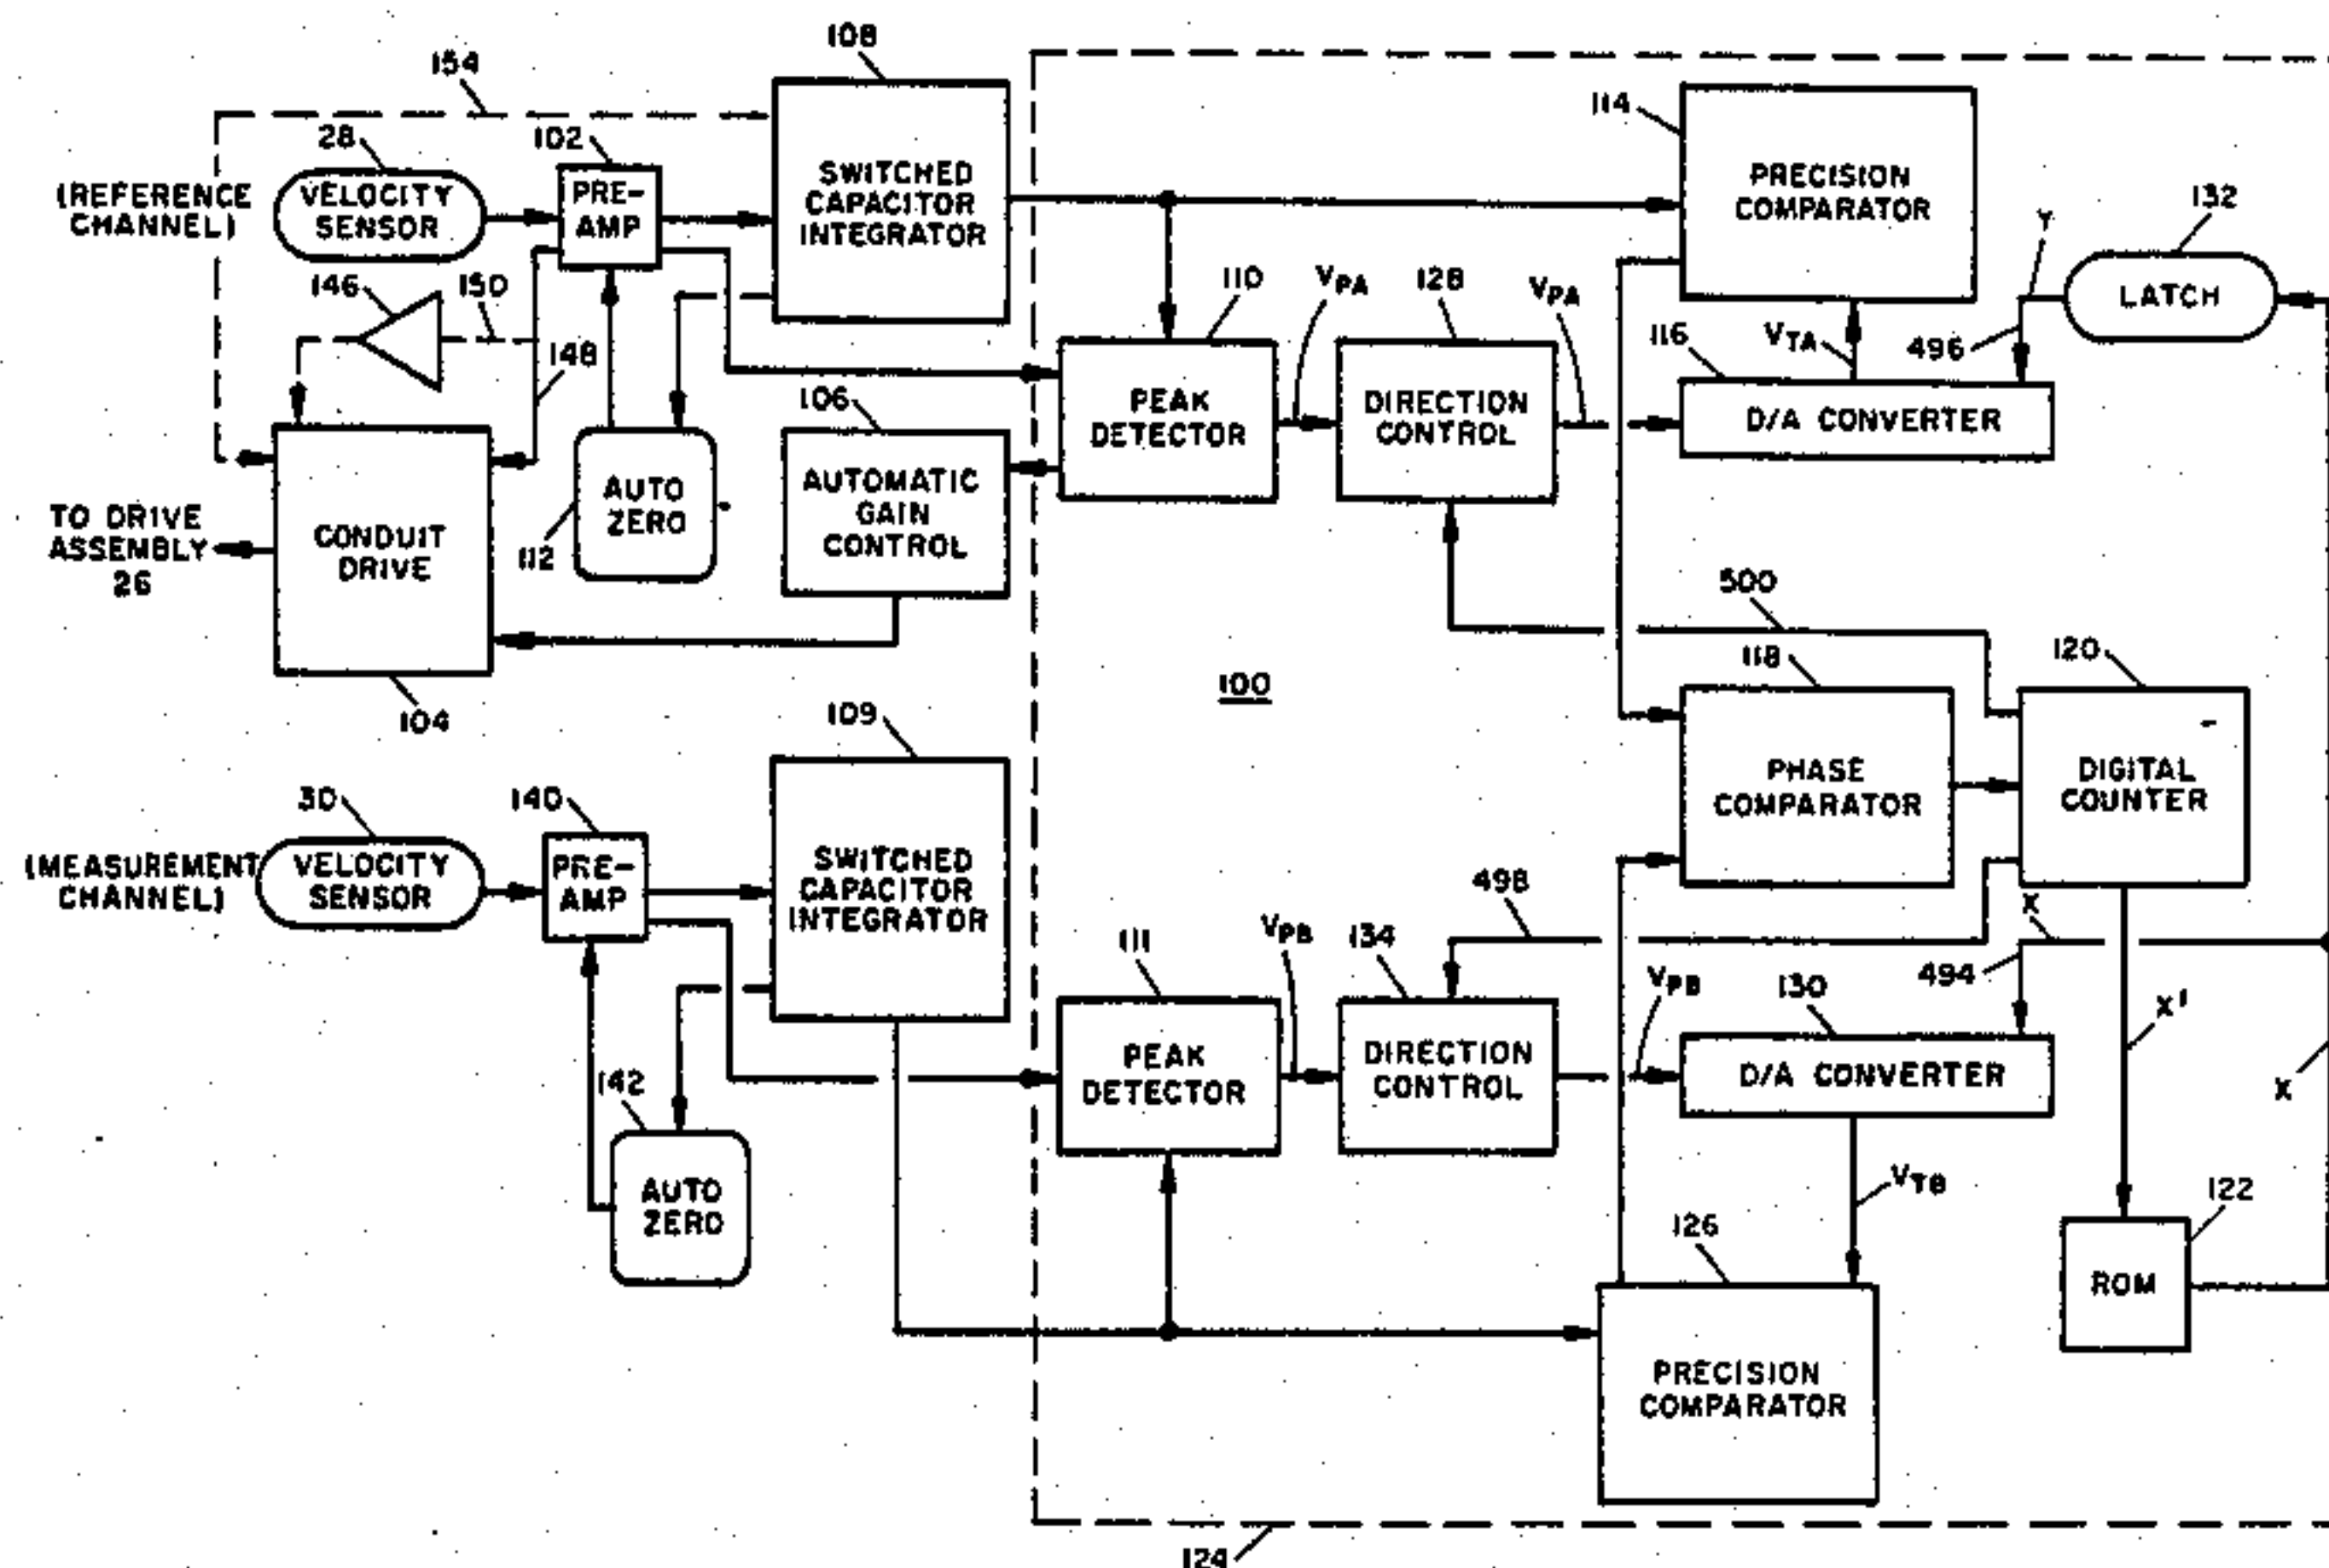 108
154
114
28
102
(REFERENCE
CHANNEL)
VELOCITY
SENSOR
PRE-
AMP
SWITCHED
CAPACITOR
INTEGRATOR
PRECISION
COMPARATOR
132
Y
LATCH
146
150
148
110
VPA
128
VPA
116
VTA
496
106
PEAK
DETECTOR
DIRECTION
CONTROL
D/A CONVERTER
AUTOMATIC
GAIN
CONTROL
AUTO
ZERO
112
TO DRIVE
ASSEMBLY
26
CONDUIT
DRIVE
104
500
118
120
100
109
30
140
PHASE
COMPARATOR
DIGITAL
COUNTER
(MEASUREMENT
CHANNEL)
VELOCITY
SENSOR
PRE-
AMP
SWITCHED
CAPACITOR
INTEGRATOR
498
X
111
VPB
134
VPB
130
494
X'
X
PEAK
DETECTOR
DIRECTION
CONTROL
D/A CONVERTER
142
AUTO
ZERO
VTB
126
122
ROM
PRECISION
COMPARATOR
124